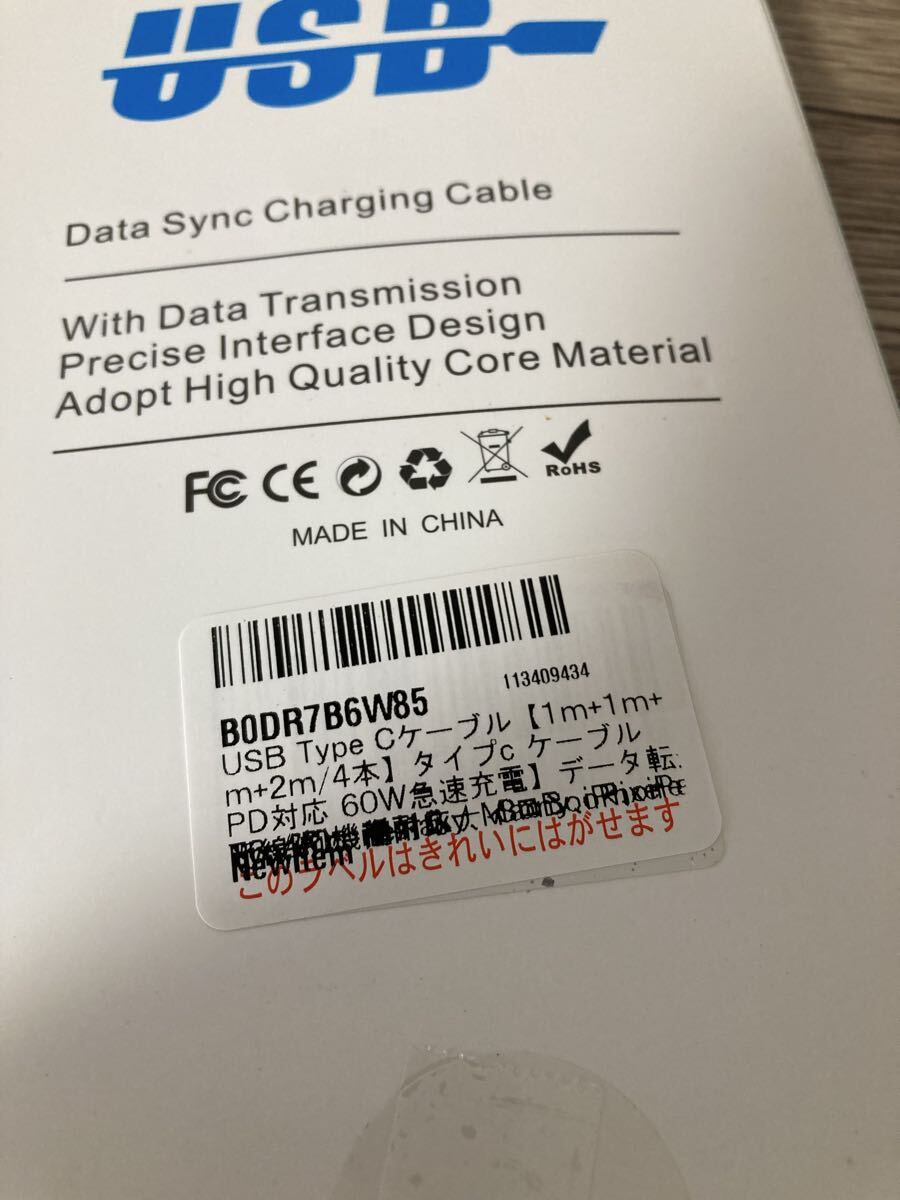 USB
Data Sync Charging Cable
With Data Transmission
Precise Interface Design
Adopt High Quality Core Material
FC CE RoHS
MADE IN CHINA
113409434
B0DR7B6W85
USB Type Cケーブル【1m+1m+
m+2m/4本】タイプc ケーブル
PD対応 60W急速充電】データ転
NewItem
このラベルはきれいにはがせます